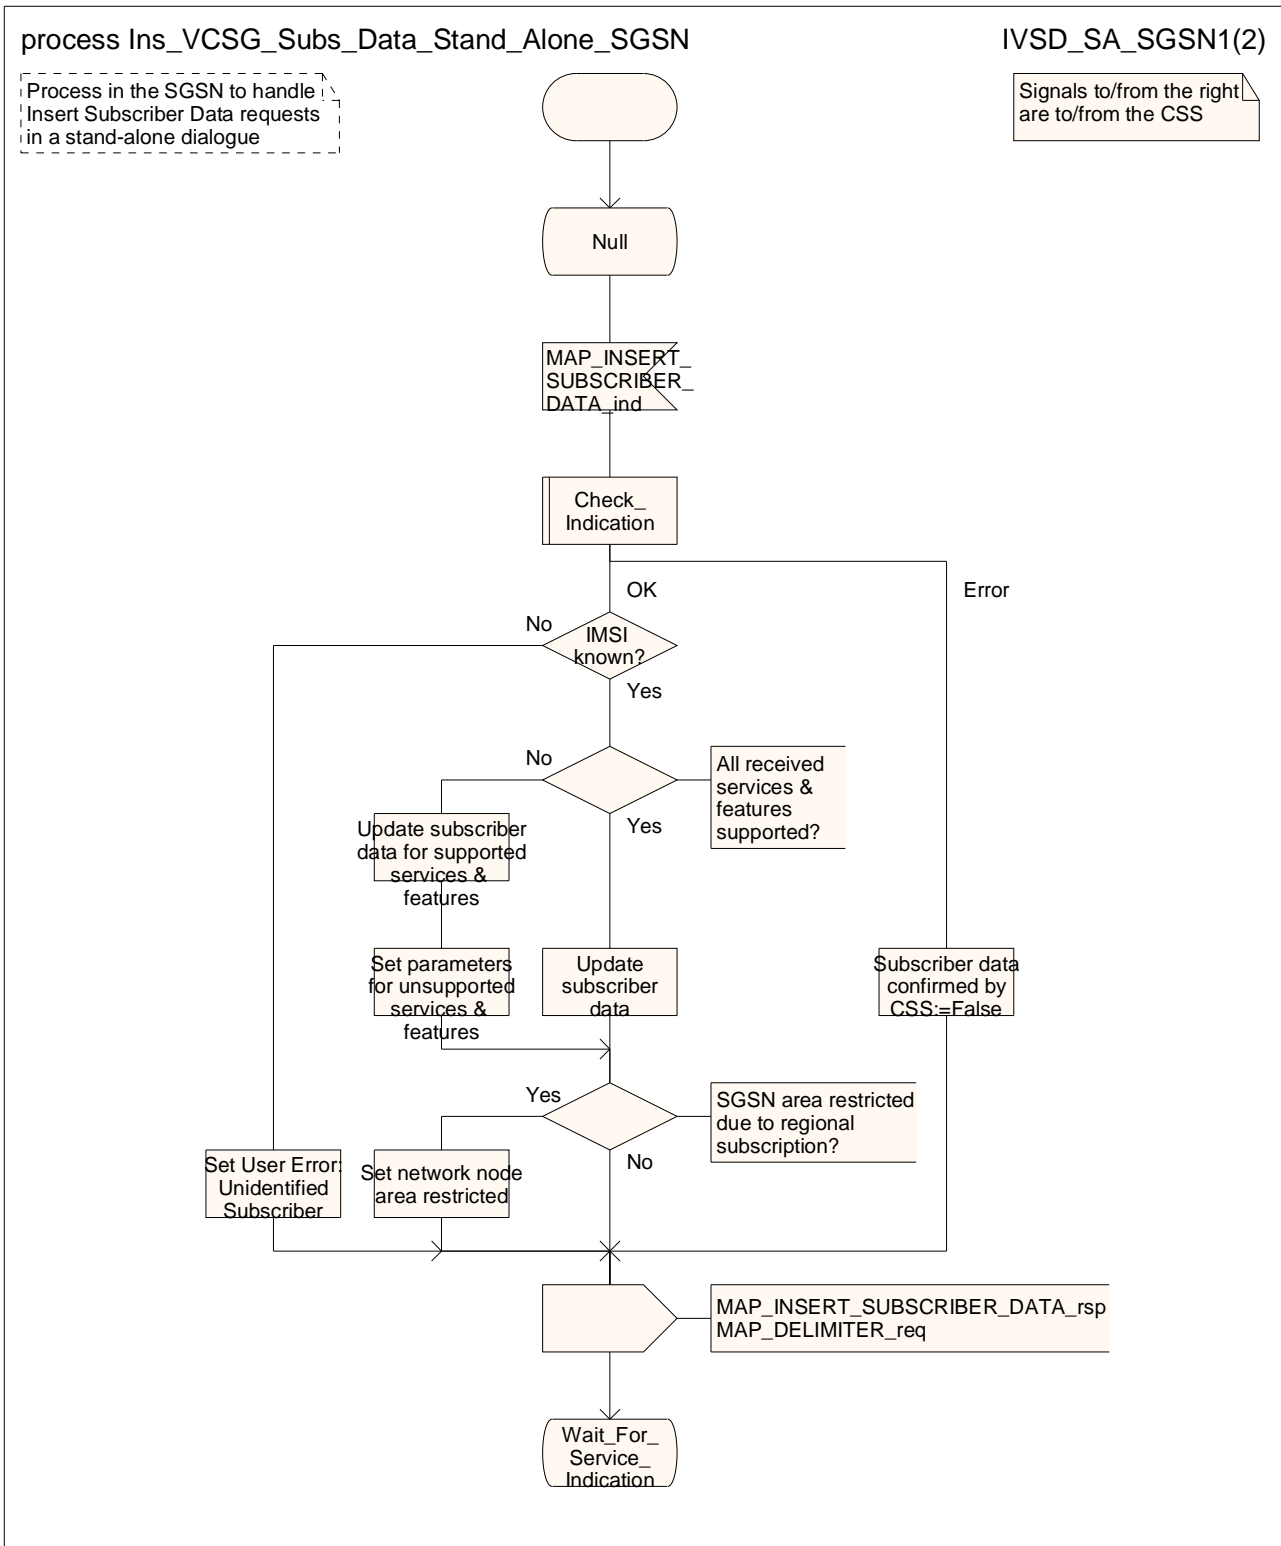 process Ins_VCSG_Subs_Data_Stand_Alone_SGSN
IVSD_SA_SGSN1(2)
Process in the SGSN to handle
Insert Subscriber Data requests
in a stand-alone dialogue
Signals to/from the right
are to/from the CSS
Null
MAP_INSERT_
SUBSCRIBER_
DATA_ind
Check_
Indication
OK
Error
No
IMSI
known?
Yes
No
All received
services &
features
supported?
Yes
Update subscriber
data for supported
services &
features
Set parameters
for unsupported
services &
features
Update
subscriber
data
Subscriber data
confirmed by
CSS:=False
Yes
SGSN area restricted
due to regional
subscription?
No
Set User Error:
Unidentified
Subscriber
Set network node
area restricted
MAP_INSERT_SUBSCRIBER_DATA_rsp
MAP_DELIMITER_req
Wait_For_
Service_
Indication